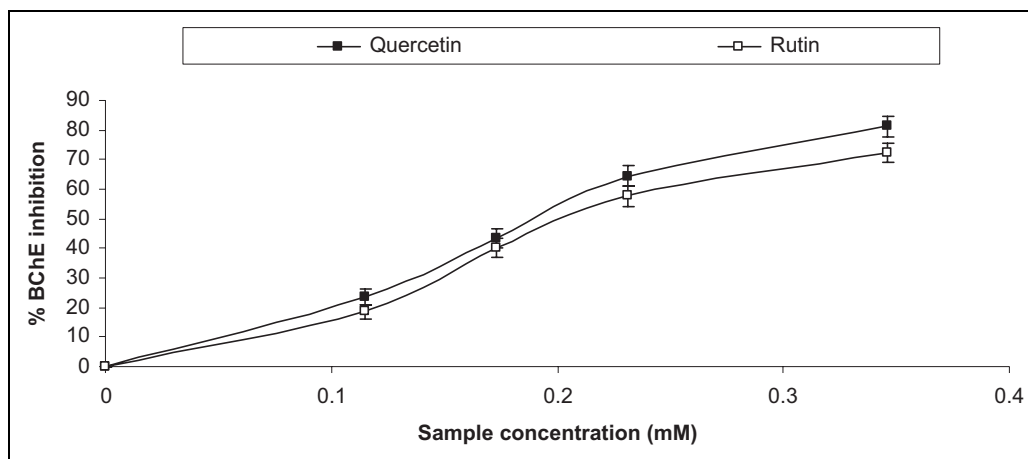 Quercetin Rutin
90
80
70
60
50
40
30
20
10
0
% BChE inhibition
0 0.1 0.2 0.3 0.4
Sample concentration (mM)